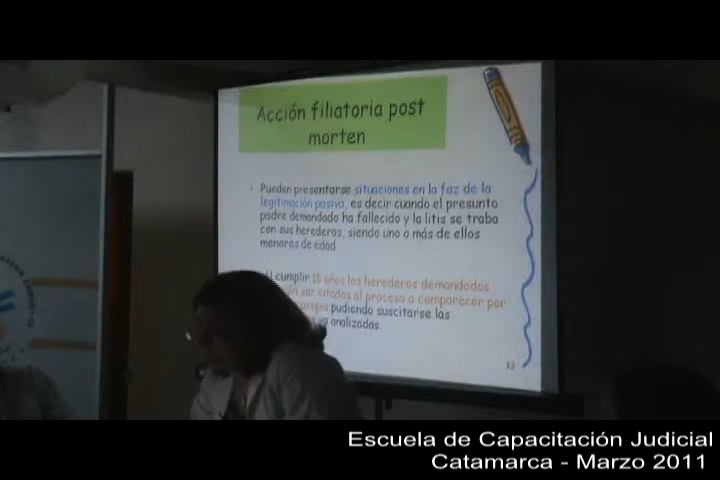 Acción filiatoria post
morten
Pueden presentarse situaciones en la faz de la
legitimación pasiva, es decir cuando el presunto
padre demandado ha fallecido y la litis se traba
con sus herederos, siendo uno o más de ellos
menores de edad
cumplir 18 años los herederos demandados
ser citados al proceso a comparecer por
propio pudiendo suscitarse las
ya analizadas
32
Escuela de Capacitación Judicial
Catamarca - Marzo 2011